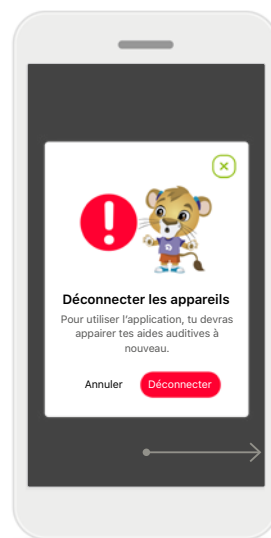 Déconnecter les appareils
Pour utiliser l'application, tu devras
appairer tes aides auditives à
nouveau.
Annuler Déconnecter